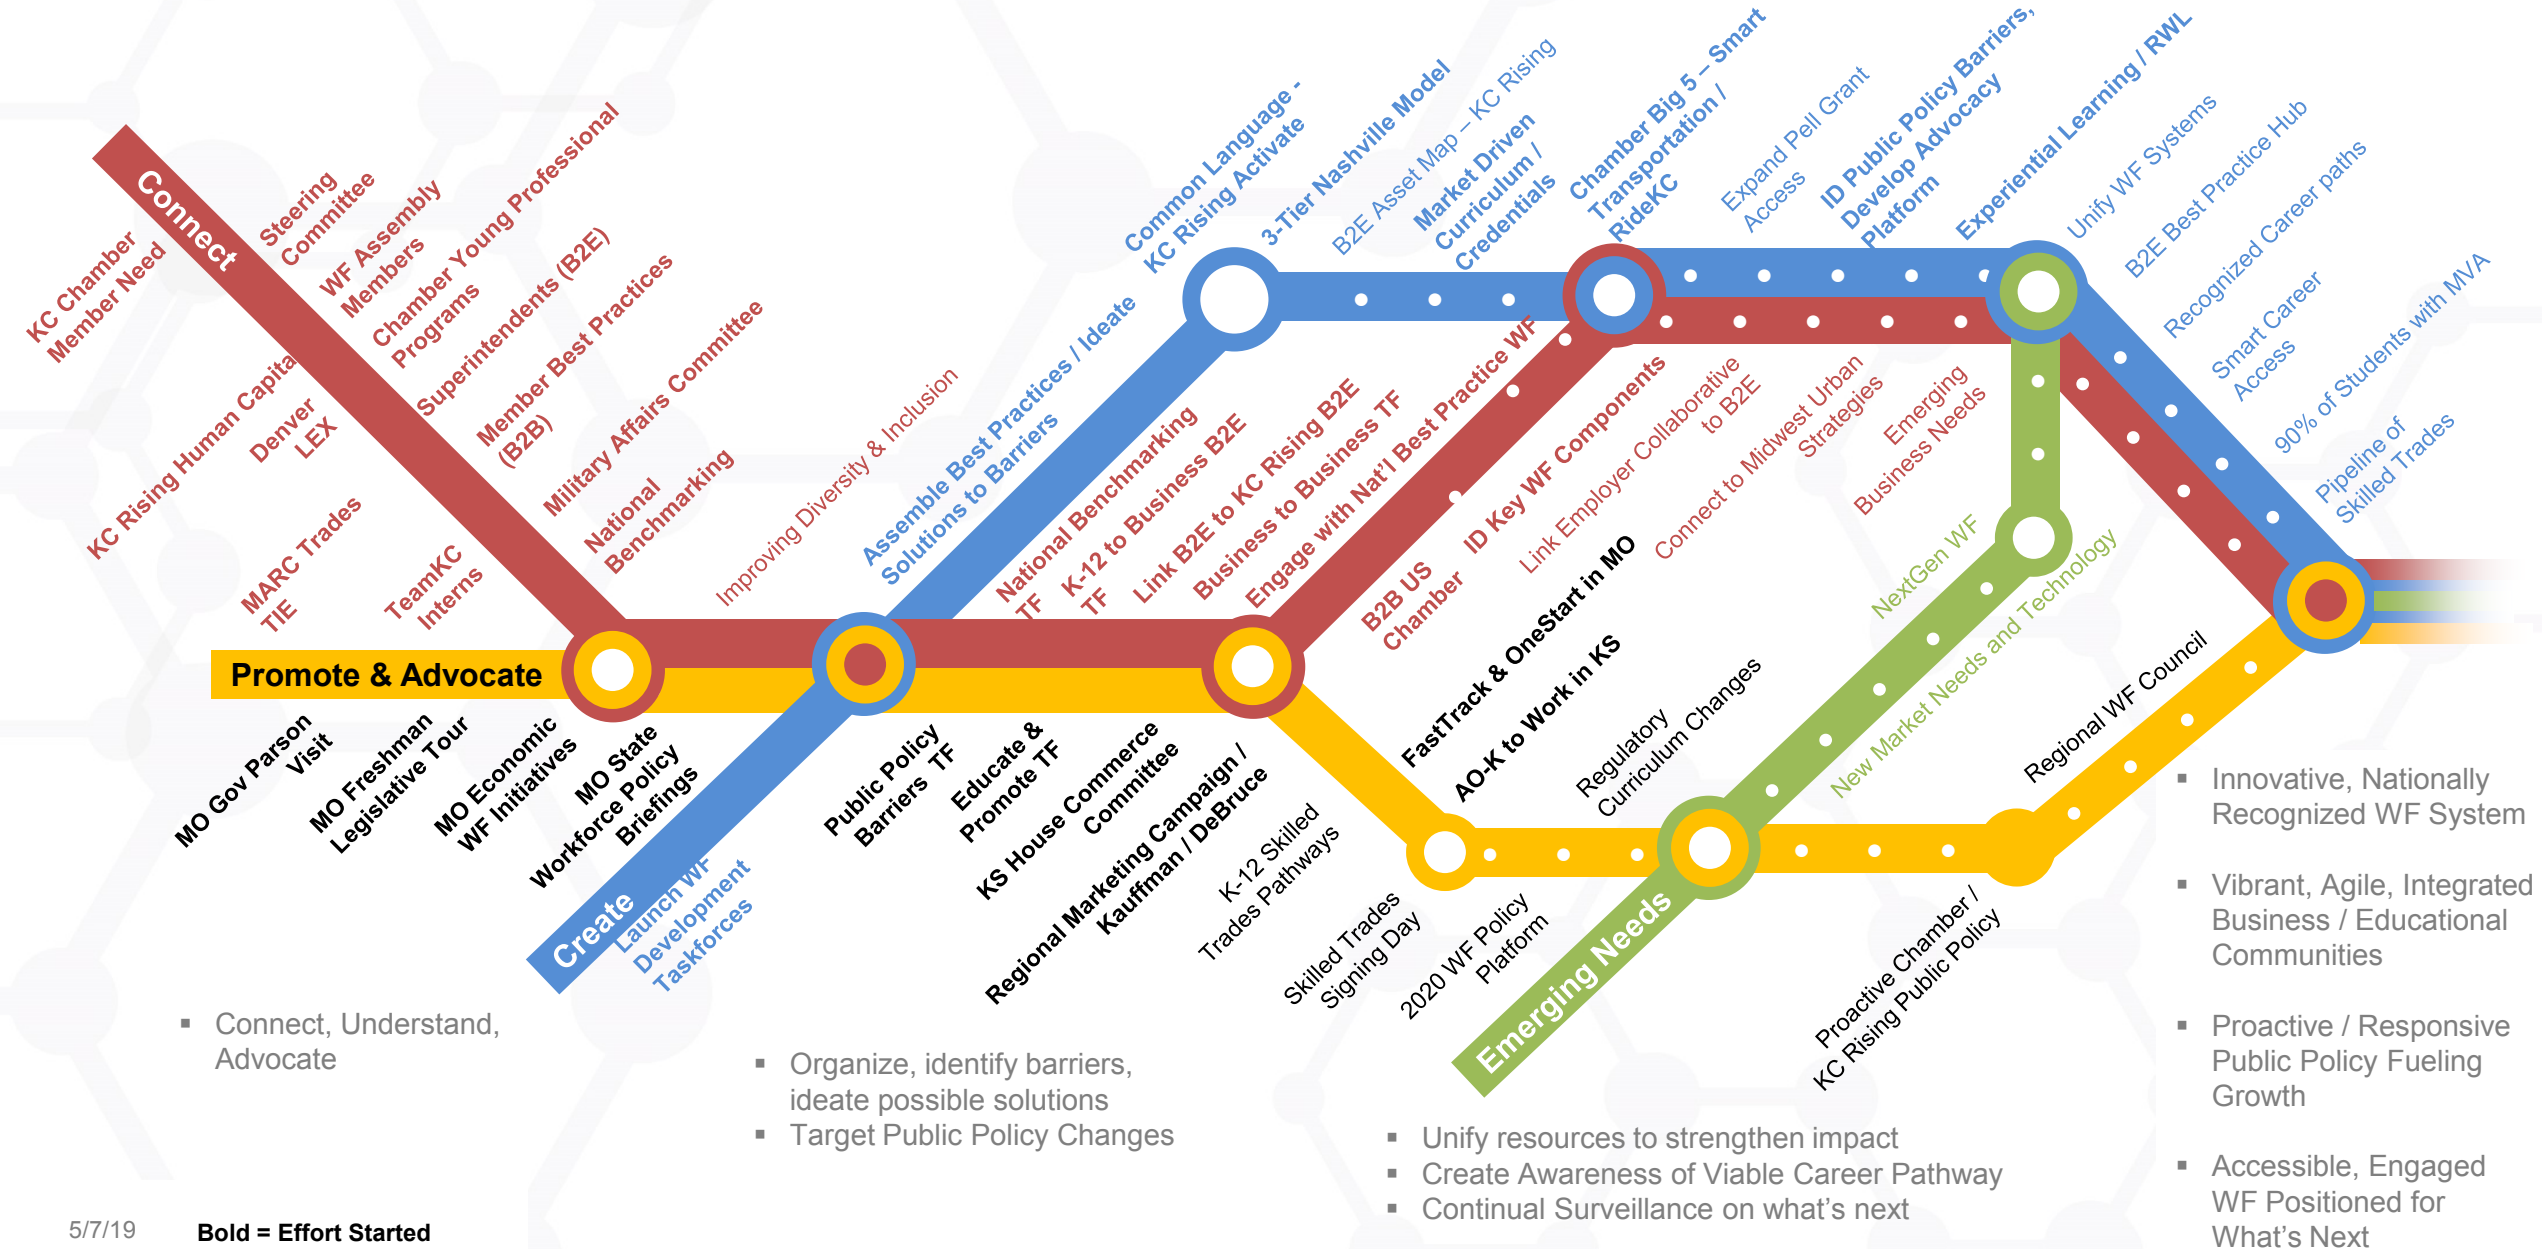 Connect
KC Chamber
Member Need
Steering
Committee
WF Assembly
Members
Chamber Young Professional
Programs
Superintendents (B2E)
Member Best Practices
(B2B)
Military Affairs Committee
National
Benchmarking
Improving Diversity & Inclusion
KC Rising Human Capital
Denver
LEX
MARC Trades
TIE
TeamKC
Interns
Assemble Best Practices / Ideate
Solutions to Barriers
Common Language -
KC Rising Activate
3-Tier Nashville Model
B2E Asset Map – KC Rising
Market Driven
Curriculum /
Credentials
Chamber Big 5 – Smart
Transportation /
RideKC
Expand Pell Grant
Access
ID Public Policy Barriers,
Develop Advocacy
Platform
Experiential Learning / RWL
Unify WF Systems
B2E Best Practice Hub
Recognized Career paths
Smart Career
Access
90% of Students with MVA
Pipeline of
Skilled Trades
National Benchmarking
TF
K-12 to Business B2E
TF
Link B2E to KC Rising B2E
Business to Business TF
Engage with Nat'l Best Practice WF
B2B US
Chamber
ID Key WF Components
Link Employer Collaborative
to B2E
Connect to Midwest Urban
Strategies
Emerging
Business Needs
NextGen WF
New Market Needs and Technology
Promote & Advocate
MO Gov Parson
Visit
MO Freshman
Legislative Tour
MO Economic
WF Initiatives
MO State
Workforce Policy
Briefings
Create
Launch WF
Development
Taskforces
Public Policy
Barriers TF
Educate &
Promote TF
KS House Commerce
Committee
Regional Marketing Campaign /
Kauffman / DeBruce
K-12 Skilled
Trades Pathways
FastTrack & OneStart in MO
AO-K to Work in KS
Regulatory
Curriculum Changes
Skilled Trades
Signing Day
2020 WF Policy
Platform
Emerging Needs
Proactive Chamber /
KC Rising Public Policy
Regional WF Council
▪ Connect, Understand,
Advocate
▪ Organize, identify barriers,
ideate possible solutions
▪ Target Public Policy Changes
▪ Unify resources to strengthen impact
▪ Create Awareness of Viable Career Pathway
▪ Continual Surveillance on what's next
▪ Innovative, Nationally
Recognized WF System
▪ Vibrant, Agile, Integrated
Business / Educational
Communities
▪ Proactive / Responsive
Public Policy Fueling
Growth
▪ Accessible, Engaged
WF Positioned for
What's Next
5/7/19
Bold = Effort Started